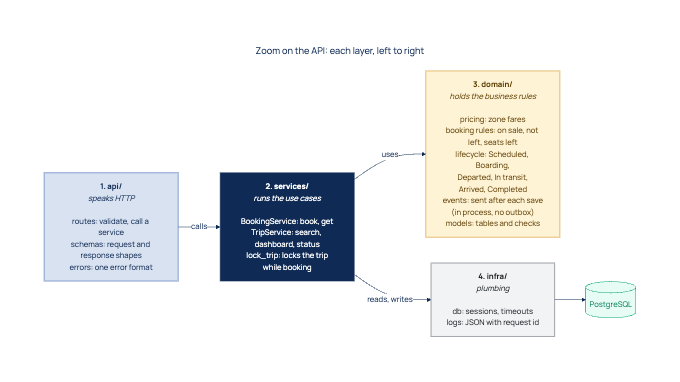 Zoom on the API: each layer, left to right
1. api/
speaks HTTP
routes: validate, call a
service
schemas: request and
response shapes
errors: one error format
calls
2. services/
runs the use cases
BookingService: book, get
TripService: search,
dashboard, status
lock_trip: locks the trip
while booking
uses
3. domain/
holds the business rules
pricing: zone fares
booking rules: on sale, not
left, seats left
lifecycle: Scheduled,
Boarding,
Departed, In transit,
Arrived, Completed
events: sent after each save
(in process, no outbox)
models: tables and checks
reads, writes
4. infra/
plumbing
db: sessions, timeouts
logs: JSON with request id
PostgreSQL